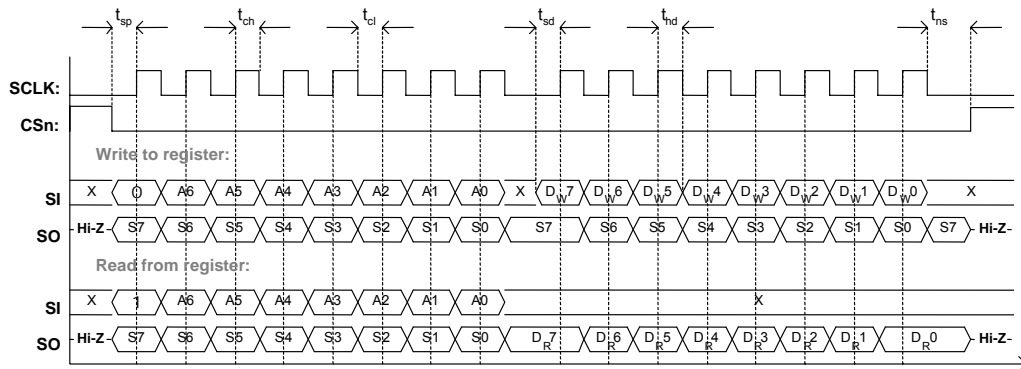 tsp tch tcl tsd thd tns
SCLK:
CSn:
Write to register:
SI X 0 A6 A5 A4 A3 A2 A1 A0 X DW7 DW6 DW5 DW4 DW3 DW2 DW1 DW0 X
SO Hi-Z S7 S6 S5 S4 S3 S2 S1 S0 S7 S6 S5 S4 S3 S2 S1 S0 S7 Hi-Z
Read from register:
SI X 1 A6 A5 A4 A3 A2 A1 A0 X
SO Hi-Z S7 S6 S5 S4 S3 S2 S1 S0 DR7 DR6 DR5 DR4 DR3 DR2 DR1 DR0 Hi-Z